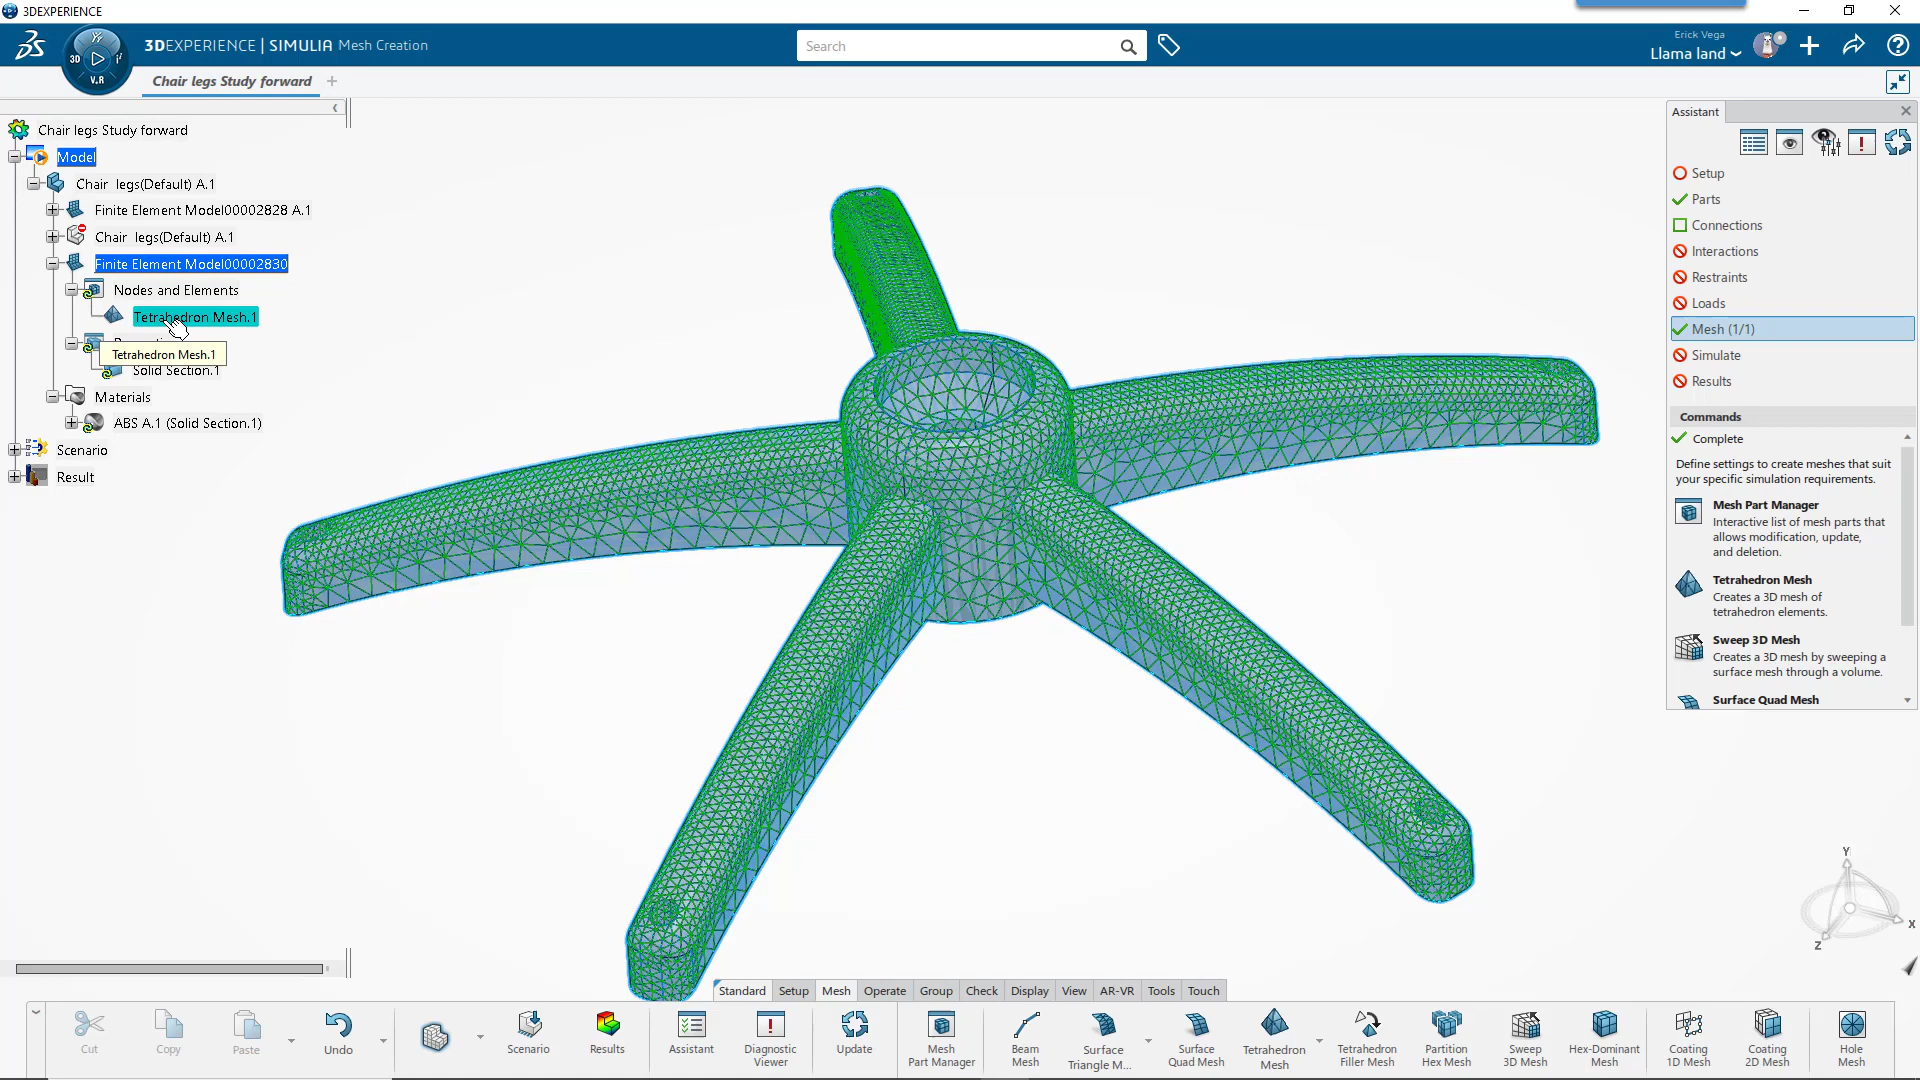 3DEXPERIENCE
3DEXPERIENCE | SIMULIA Mesh Creation
Search
Erick Vega
Llama land
3D
V.R
Chair legs Study forward
Assistant
Chair legs Study forward
Model
Chair legs(Default) A.1
Finite Element Model00002828 A.1
Chair legs(Default) A.1
Finite Element Model00002830
Nodes and Elements
Tetrahedron Mesh.1
Tetrahedron Mesh.1
Solid Section.1
Materials
ABS A.1 (Solid Section.1)
Scenario
Result
Setup
Parts
Connections
Interactions
Restraints
Loads
Mesh (1/1)
Simulate
Results
Commands
Complete
Define settings to create meshes that suit
your specific simulation requirements.
Mesh Part Manager
Interactive list of mesh parts that
allows modification, update,
and deletion.
Tetrahedron Mesh
Creates a 3D mesh of
tetrahedron elements.
Sweep 3D Mesh
Creates a 3D mesh by sweeping a
surface mesh through a volume.
Surface Quad Mesh
Y
X
Z
Standard
Setup
Mesh
Operate
Group
Check
Display
View
AR-VR
Tools
Touch
Cut
Copy
Paste
Undo
Scenario
Results
Assistant
Diagnostic
Viewer
Update
Mesh
Part Manager
Beam
Mesh
Surface
Triangle M...
Surface
Quad Mesh
Tetrahedron
Mesh
Tetrahedron
Filler Mesh
Partition
Hex Mesh
Sweep
3D Mesh
Hex-Dominant
Mesh
Coating
1D Mesh
Coating
2D Mesh
Hole
Mesh